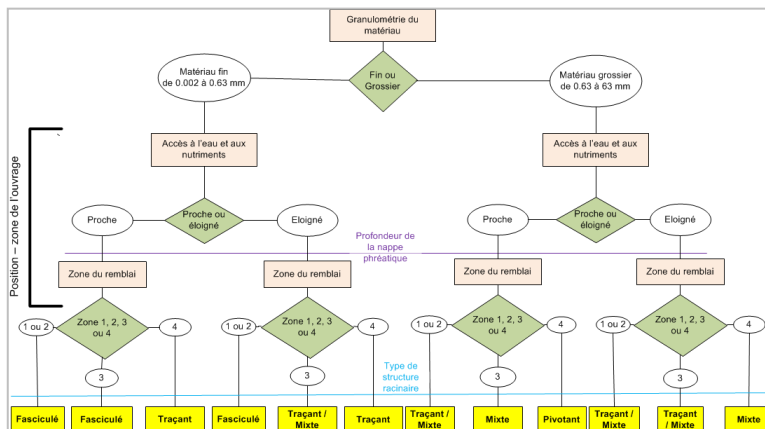 Granulométrie du
matériau
Fin ou
Grossier
Matériau fin
de 0.002 à 0.63 mm
Matériau grossier
de 0.63 à 63 mm
Position – zone de l'ouvrage
Accès à l'eau et aux
nutriments
Accès à l'eau et aux
nutriments
Proche
Proche ou
éloigné
Eloigné
Proche
Proche ou
éloigné
Eloigné
Profondeur de
la nappe
phréatique
Zone du remblai
Zone du remblai
Zone du remblai
Zone du remblai
1 ou 2
Zone 1, 2, 3
ou 4
4
1 ou 2
Zone 1, 2, 3
ou 4
4
1 ou 2
Zone 1, 2, 3
ou 4
4
1 ou 2
Zone 1, 2, 3
ou 4
4
3
3
3
3
Type de
structure
racinaire
Fasciculé
Fasciculé
Traçant
Fasciculé
Traçant /
Mixte
Traçant
Traçant /
Mixte
Mixte
Pivotant
Traçant /
Mixte
Traçant
/ Mixte
Mixte